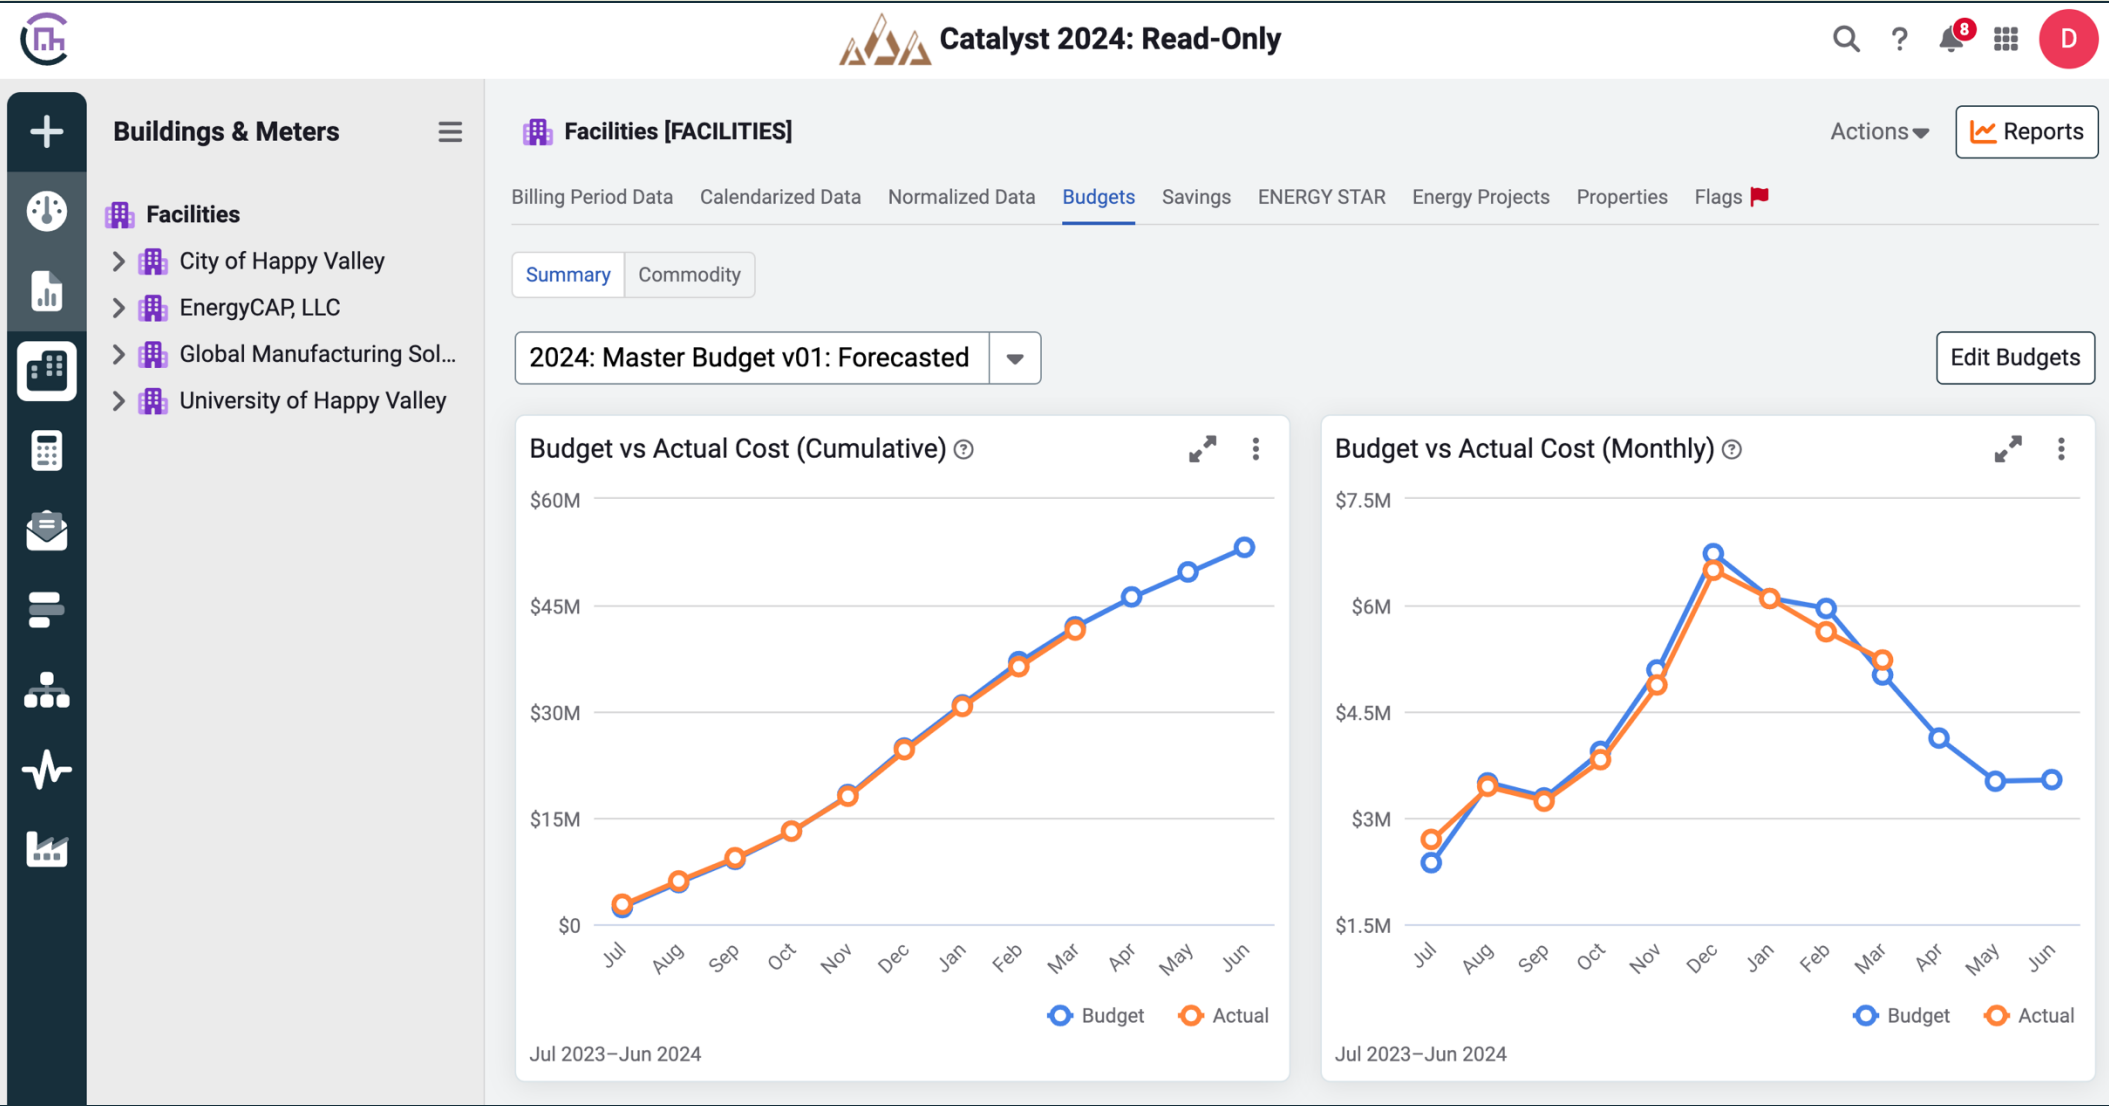 Catalyst 2024: Read-Only
?
8
D
Buildings & Meters
Facilities
City of Happy Valley
EnergyCAP, LLC
Global Manufacturing Sol...
University of Happy Valley
Facilities [FACILITIES]
Actions
Reports
Billing Period Data Calendarized Data Normalized Data Budgets Savings ENERGY STAR Energy Projects Properties Flags
Summary Commodity
2024: Master Budget v01: Forecasted
Edit Budgets
Budget vs Actual Cost (Cumulative) ?
$60M
$45M
$30M
$15M
$0
Jul Aug Sep Oct Nov Dec Jan Feb Mar Apr May Jun
Budget Actual
Jul 2023–Jun 2024
Budget vs Actual Cost (Monthly) ?
$7.5M
$6M
$4.5M
$3M
$1.5M
Jul Aug Sep Oct Nov Dec Jan Feb Mar Apr May Jun
Budget Actual
Jul 2023–Jun 2024